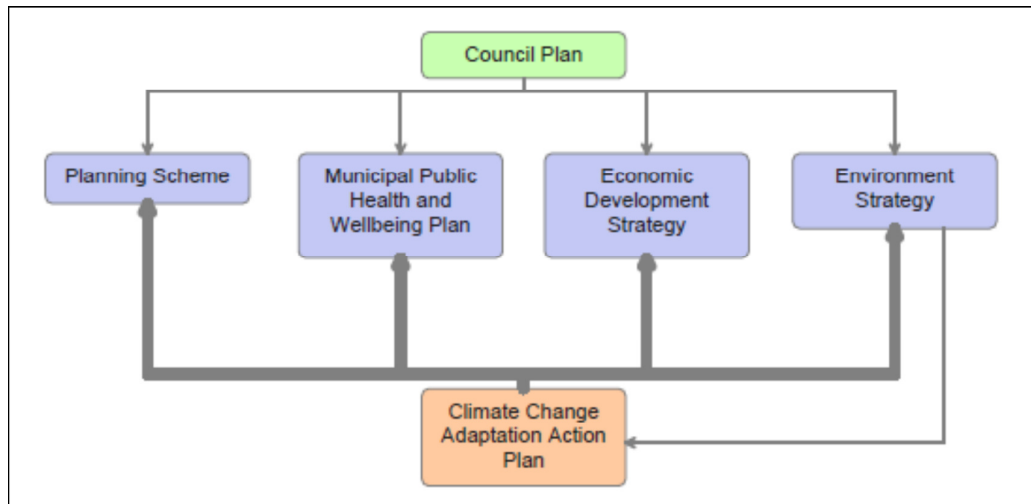 Council Plan
Planning Scheme
Municipal Public
Health and
Wellbeing Plan
Economic
Development
Strategy
Environment
Strategy
Climate Change
Adaptation Action
Plan